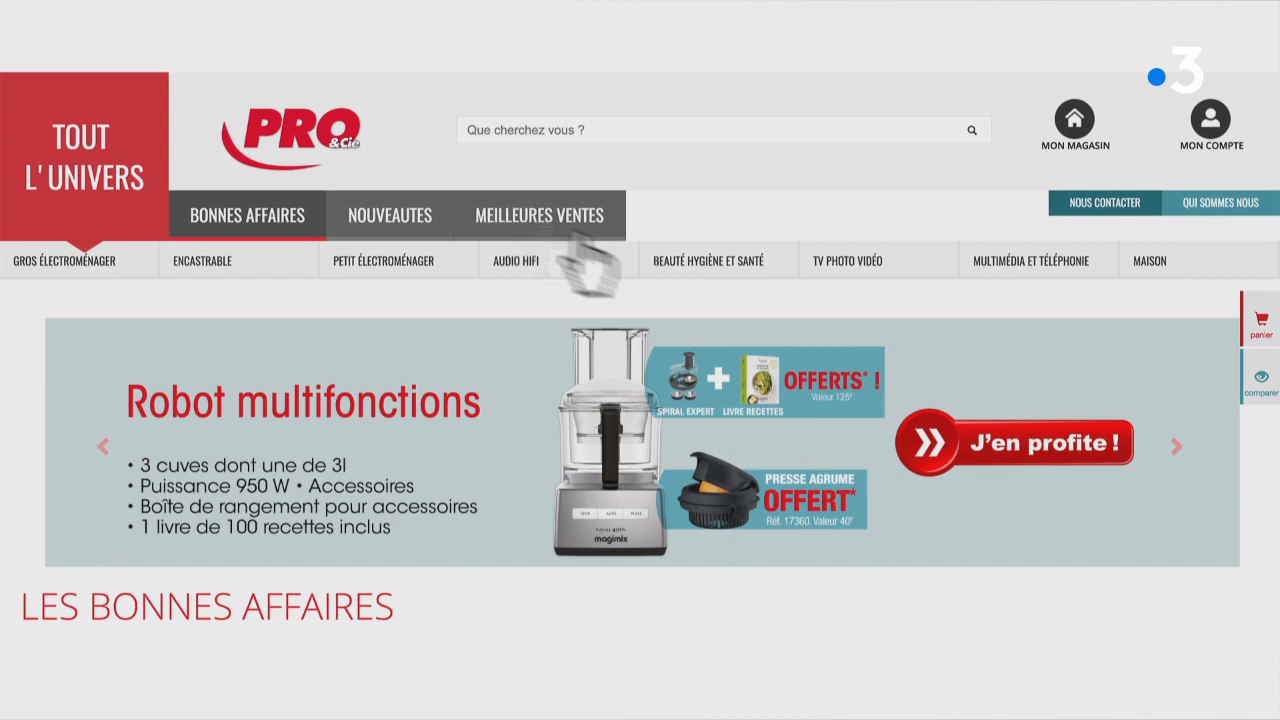 3
TOUT
L'UNIVERS
PRO
&Cie
Que cherchez vous ?
MON MAGASIN
MON COMPTE
BONNES AFFAIRES
NOUVEAUTES
MEILLEURES VENTES
NOUS CONTACTER
QUI SOMMES NOUS
GROS ÉLECTROMÉNAGER
ENCASTRABLE
PETIT ÉLECTROMÉNAGER
AUDIO HIFI
BEAUTÉ HYGIÈNE ET SANTÉ
TV PHOTO VIDÉO
MULTIMÉDIA ET TÉLÉPHONIE
MAISON
panier
comparer
Robot multifonctions
• 3 cuves dont une de 3l
• Puissance 950 W • Accessoires
• Boîte de rangement pour accessoires
• 1 livre de 100 recettes inclus
STOP AUTO PULSE
magimix
+
OFFERTS* !
Valeur 125€
SPIRAL EXPERT
LIVRE RECETTES
PRESSE AGRUME
OFFERT*
Réf. 17360. Valeur 40€
J'en profite !
LES BONNES AFFAIRES